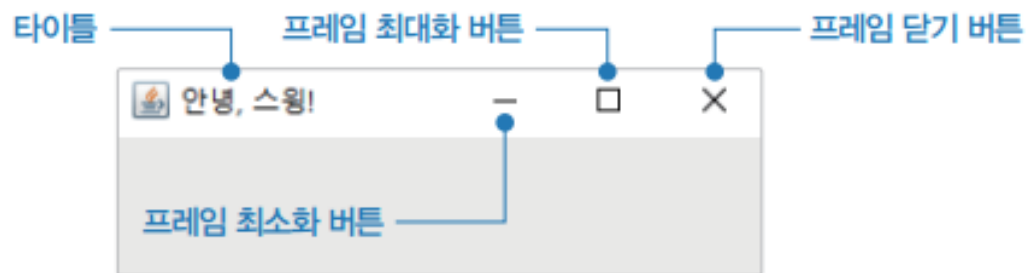 타이틀
프레임 최대화 버튼
프레임 닫기 버튼
안녕, 스윙!
프레임 최소화 버튼